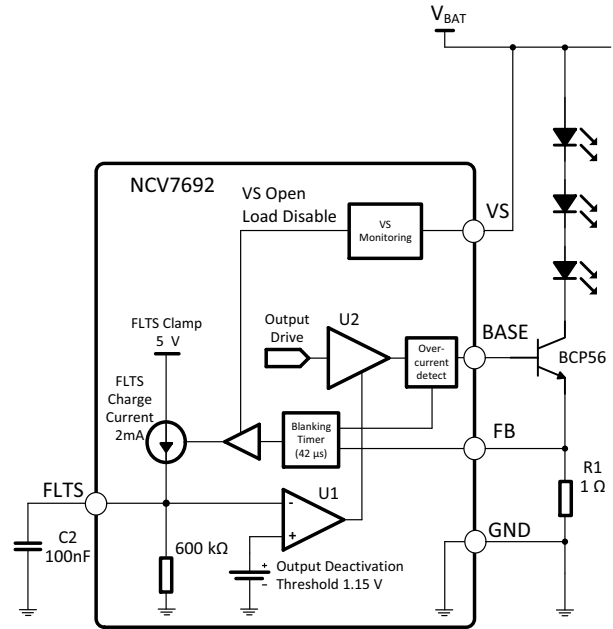 VBAT
NCV7692
VS Open
Load Disable
VS
Monitoring
VS
FLTS Clamp
5 V
Output
Drive
U2
Over-
current
detect
BASE
BCP56
FLTS
Charge
Current
2mA
Blanking
Timer
(42 µs)
FB
R1
1 Ω
FLTS
U1
-
+
C2
100nF
600 kΩ
+
-
Output Deactivation
Threshold 1.15 V
GND